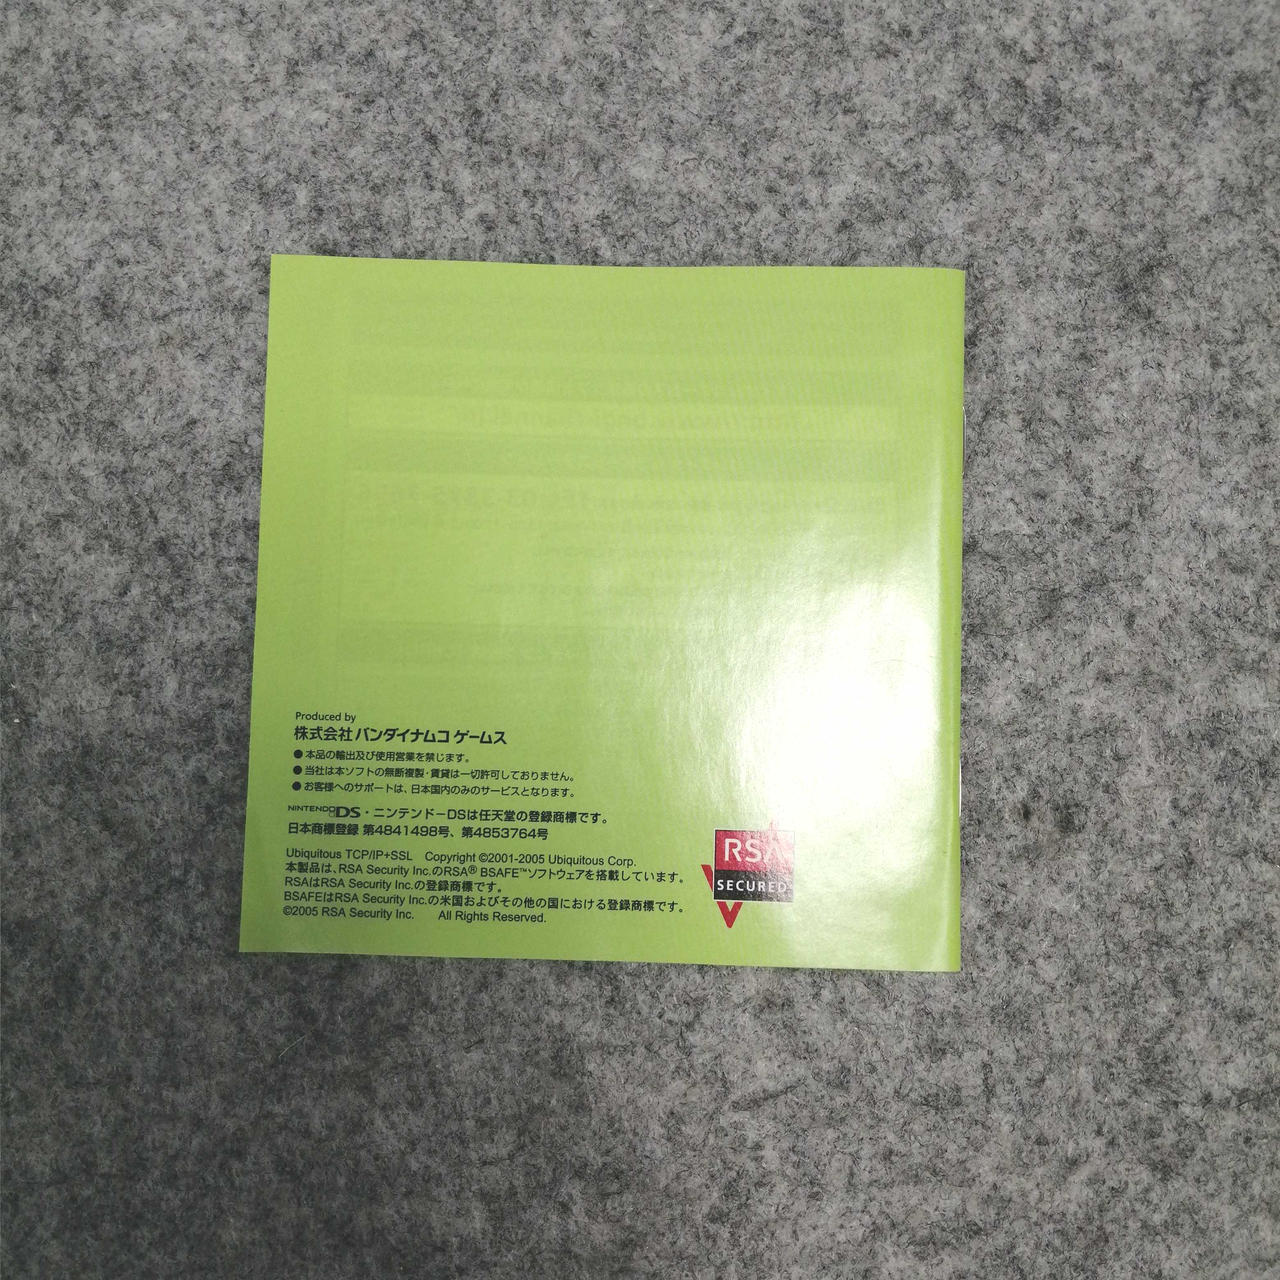 Produced by
株式会社 バンダイナムコ ゲームス
● 本品の輸出及び使用営業を禁じます。
● 当社は本ソフトの無断複製・賃貸は一切許可しておりません。
● お客様へのサポートは、日本国内のみのサービスとなります。
NINTENDO DS・ニンテンドーDSは任天堂の登録商標です。
日本商標登録 第4841498号、第4853764号
Ubiquitous TCP/IP+SSL Copyright ©2001-2005 Ubiquitous Corp.
本製品は、RSA Security Inc.のRSA® BSAFE™ソフトウェアを搭載しています。
RSAはRSA Security Inc.の登録商標です。
BSAFEはRSA Security Inc.の米国およびその他の国における登録商標です。
©2005 RSA Security Inc. All Rights Reserved.
RSA
SECURED